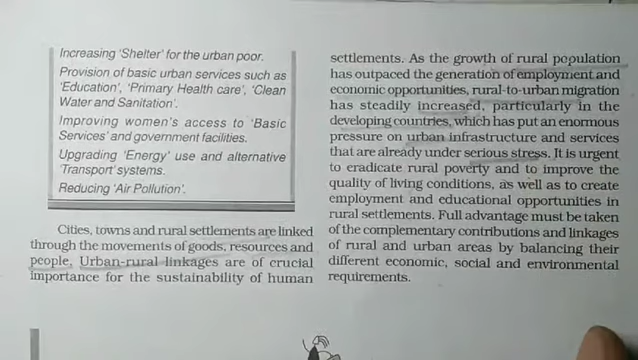 Increasing 'Shelter' for the urban poor.
Provision of basic urban services such as
'Education', 'Primary Health care', 'Clean
Water and Sanitation'.
Improving women's access to 'Basic
Services' and government facilities.
Upgrading 'Energy' use and alternative
'Transport' systems.
Reducing 'Air Pollution'.
Cities, towns and rural settlements are linked
through the movements of goods, resources and
people. Urban-rural linkages are of crucial
importance for the sustainability of human
settlements. As the growth of rural population
has outpaced the generation of employment and
economic opportunities, rural-to-urban migration
has steadily increased, particularly in the
developing countries, which has put an enormous
pressure on urban infrastructure and services
that are already under serious stress. It is urgent
to eradicate rural poverty and to improve the
quality of living conditions, as well as to create
employment and educational opportunities in
rural settlements. Full advantage must be taken
of the complementary contributions and linkages
of rural and urban areas by balancing their
different economic, social and environmental
requirements.